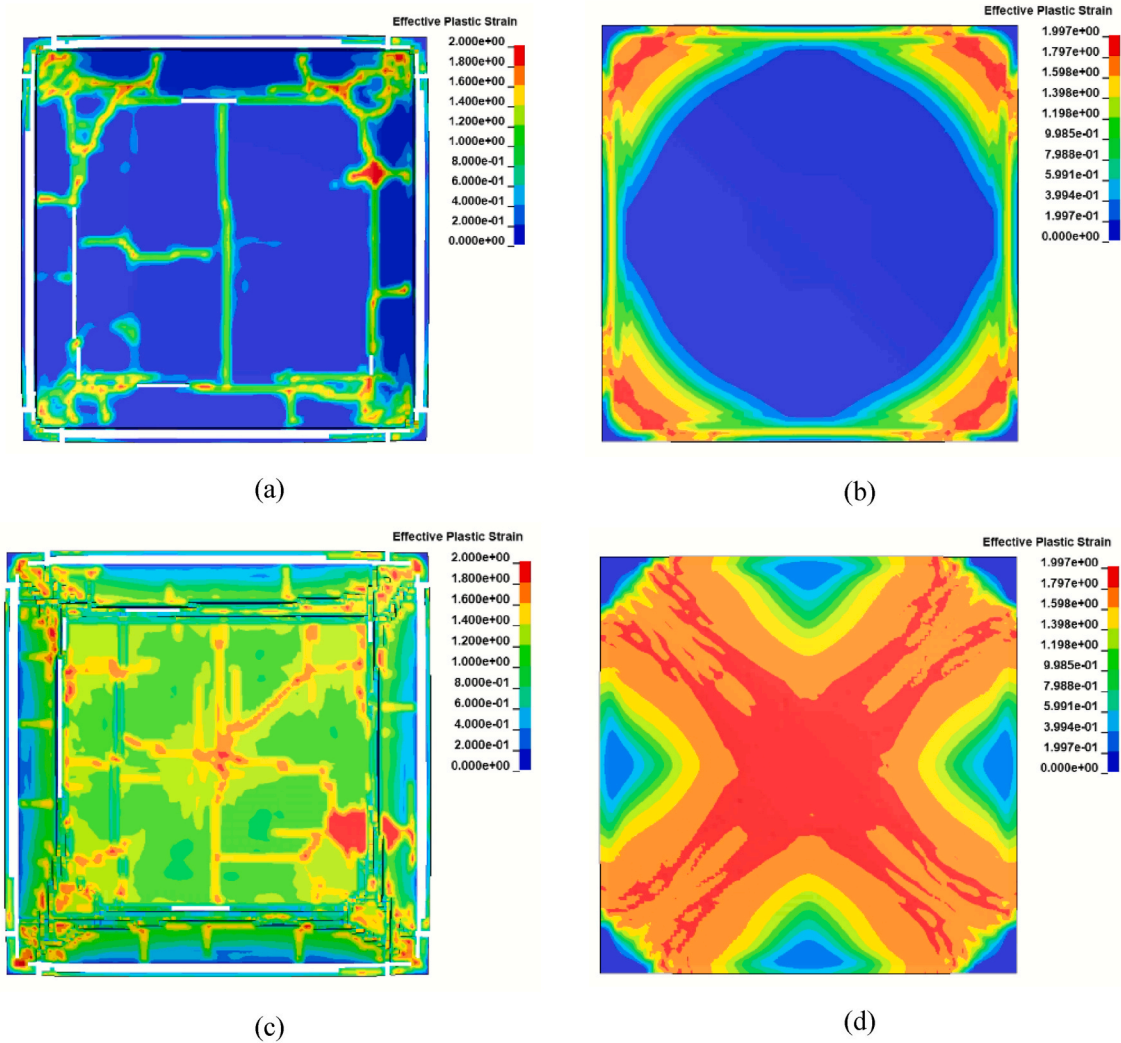 Effective Plastic Strain
2.000e+00
1.800e+00
1.600e+00
1.400e+00
1.200e+00
1.000e+00
8.000e-01
6.000e-01
4.000e-01
2.000e-01
0.000e+00
(a)
Effective Plastic Strain
1.997e+00
1.797e+00
1.598e+00
1.398e+00
1.198e+00
9.985e-01
7.988e-01
5.991e-01
3.994e-01
1.997e-01
0.000e+00
(b)
Effective Plastic Strain
2.000e+00
1.800e+00
1.600e+00
1.400e+00
1.200e+00
1.000e+00
8.000e-01
6.000e-01
4.000e-01
2.000e-01
0.000e+00
(c)
Effective Plastic Strain
1.997e+00
1.797e+00
1.598e+00
1.398e+00
1.198e+00
9.985e-01
7.988e-01
5.991e-01
3.994e-01
1.997e-01
0.000e+00
(d)